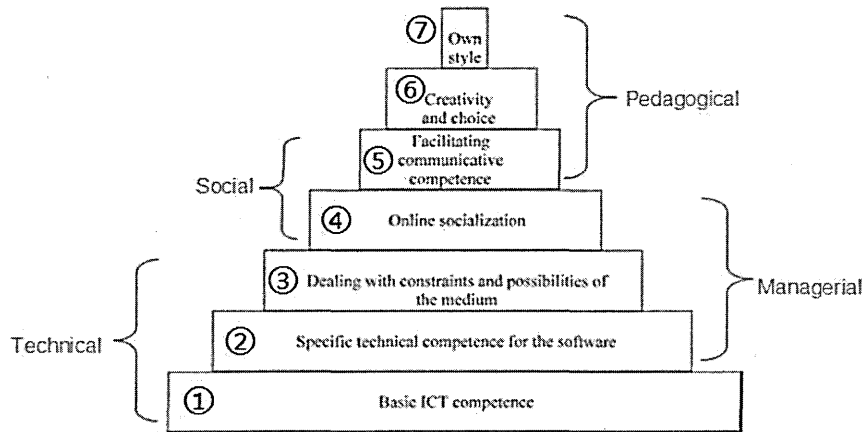 ⑦ Own
style
⑥ Creativity
and choice
Pedagogical
⑤ Facilitating
communicative
competence
Social
④ Online socialization
③ Dealing with constraints and possibilities of
the medium
Managerial
Technical
② Specific technical competence for the software
① Basic ICT competence